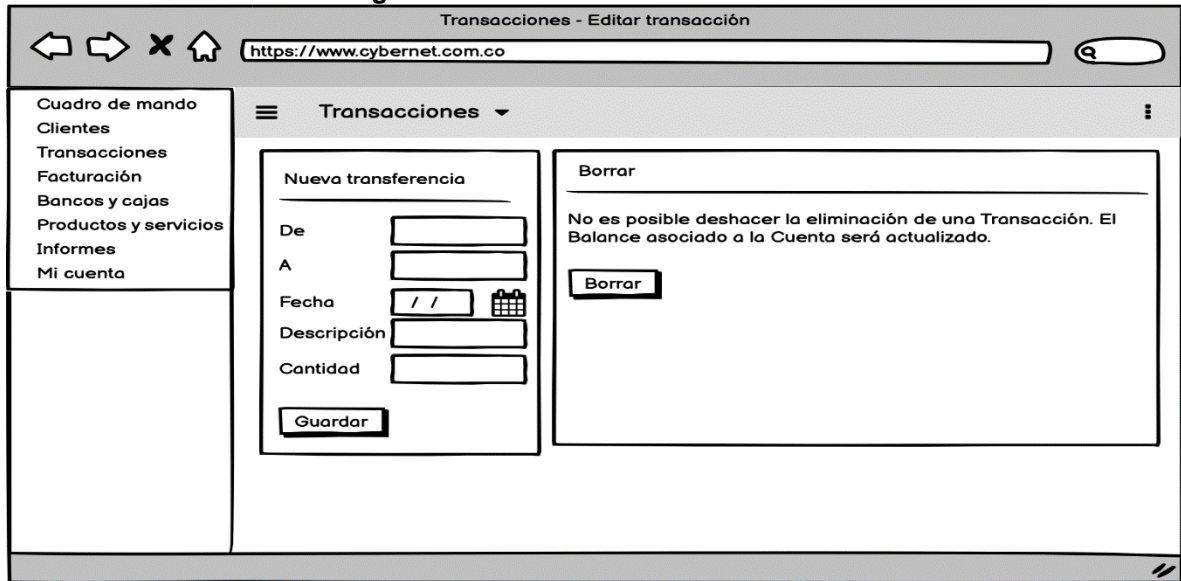 Transacciones - Editar transacción
https://www.cybernet.com.co
Cuadro de mando
Clientes
Transacciones
Facturación
Bancos y cajas
Productos y servicios
Informes
Mi cuenta
Transacciones
Nueva transferencia
De
A
Fecha / /
Descripción
Cantidad
Guardar
Borrar
No es posible deshacer la eliminación de una Transacción. El
Balance asociado a la Cuenta será actualizado.
Borrar